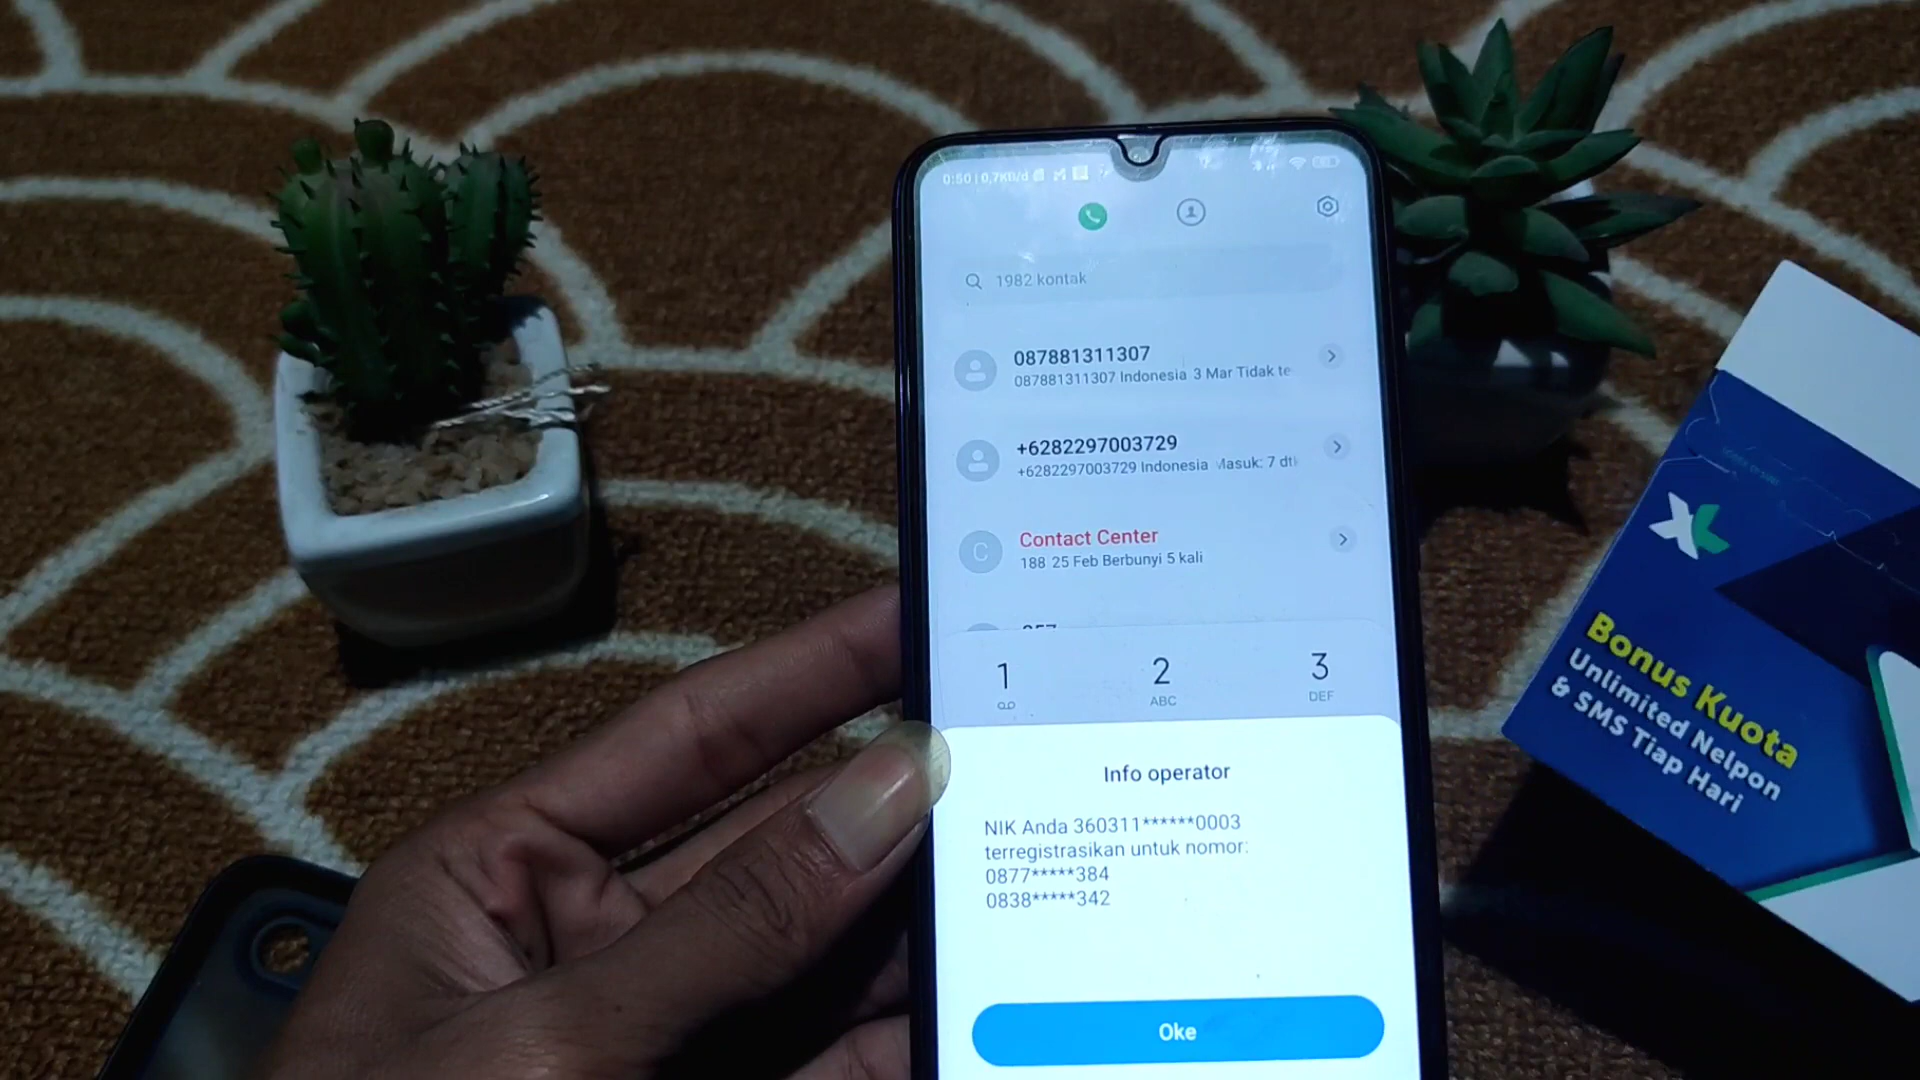 0:50 | 0,7KB/d
1982 kontak
087881311307
087881311307 Indonesia 3 Mar Tidak te
+6282297003729
+6282297003729 Indonesia Masuk: 7 dti
C
Contact Center
188 25 Feb Berbunyi 5 kali
1
2
ABC
3
DEF
Info operator
NIK Anda 360311******0003
terregistrasikan untuk nomor:
0877*****384
0838*****342
Oke
XL
Bonus Kuota
Unlimited Nelpon
& SMS Tiap Hari